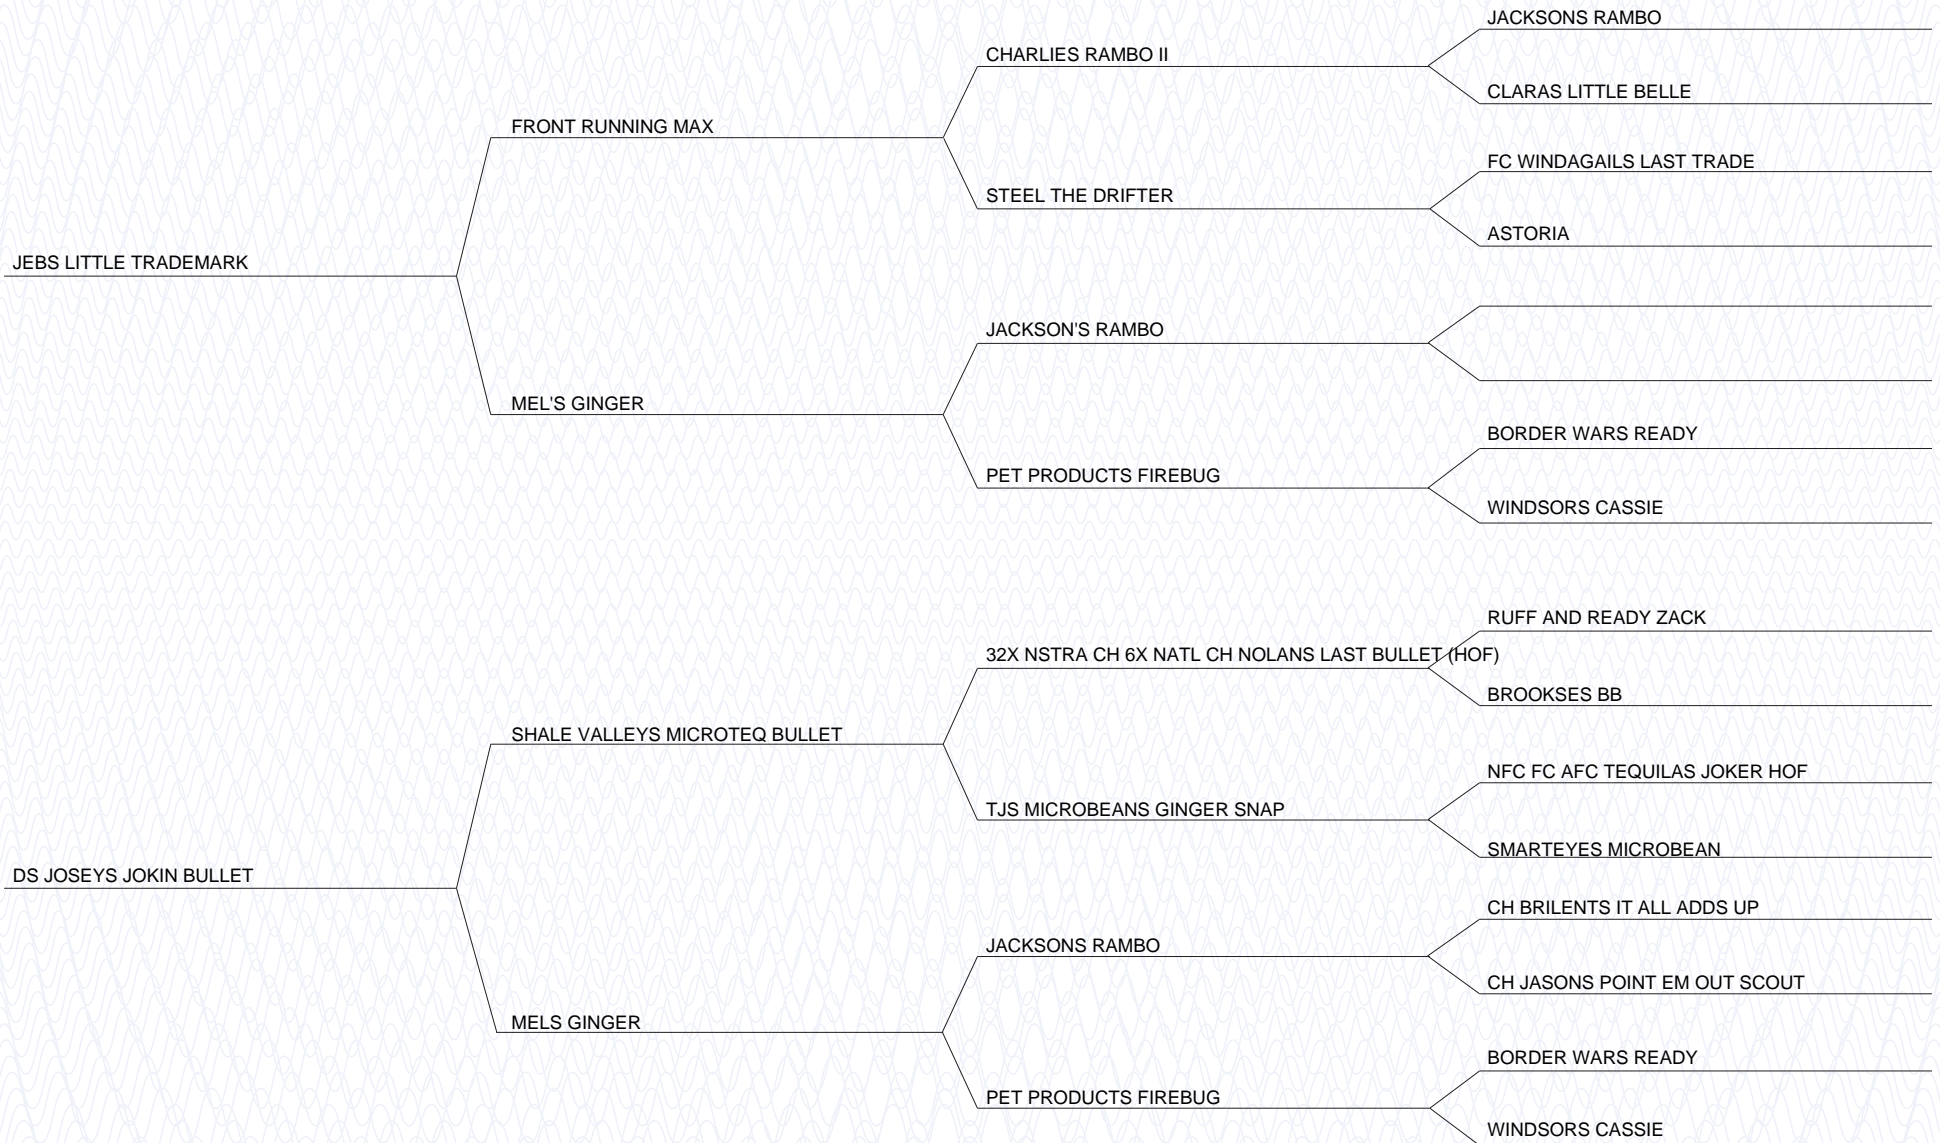 JACKSONS RAMBO
CHARLIES RAMBO II
CLARAS LITTLE BELLE
FRONT RUNNING MAX
FC WINDAGAILS LAST TRADE
STEEL THE DRIFTER
ASTORIA
JEBS LITTLE TRADEMARK
JACKSON'S RAMBO
MEL'S GINGER
BORDER WARS READY
PET PRODUCTS FIREBUG
WINDSORS CASSIE
RUFF AND READY ZACK
32X NSTRA CH 6X NATL CH NOLANS LAST BULLET (HOF)
BROOKSES BB
SHALE VALLEYS MICROTEQ BULLET
NFC FC AFC TEQUILAS JOKER HOF
TJS MICROBEANS GINGER SNAP
SMARTEYES MICROBEAN
DS JOSEYS JOKIN BULLET
CH BRILENTS IT ALL ADDS UP
JACKSONS RAMBO
CH JASONS POINT EM OUT SCOUT
MELS GINGER
BORDER WARS READY
PET PRODUCTS FIREBUG
WINDSORS CASSIE